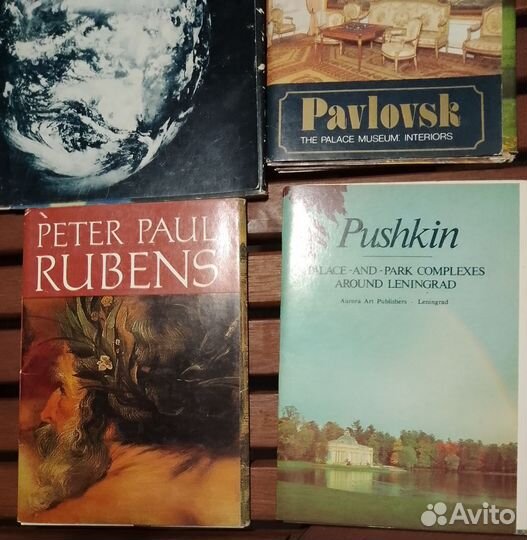 Pavlovsk
THE PALACE MUSEUM. INTERIORS
PETER PAUL
RUBENS
Pushkin
PALACE-AND-PARK COMPLEXES
AROUND LENINGRAD
Aurora Art Publishers · Leningrad
Avito